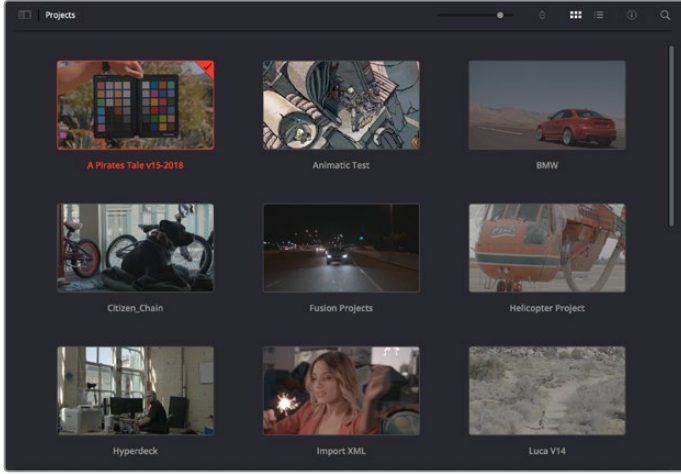 Projects
A Pirates Tale v15-2018
Animatic Test
BMW
Citizen_Chain
Fusion Projects
Helicopter Project
Hyperdeck
Import XML
Luca V14